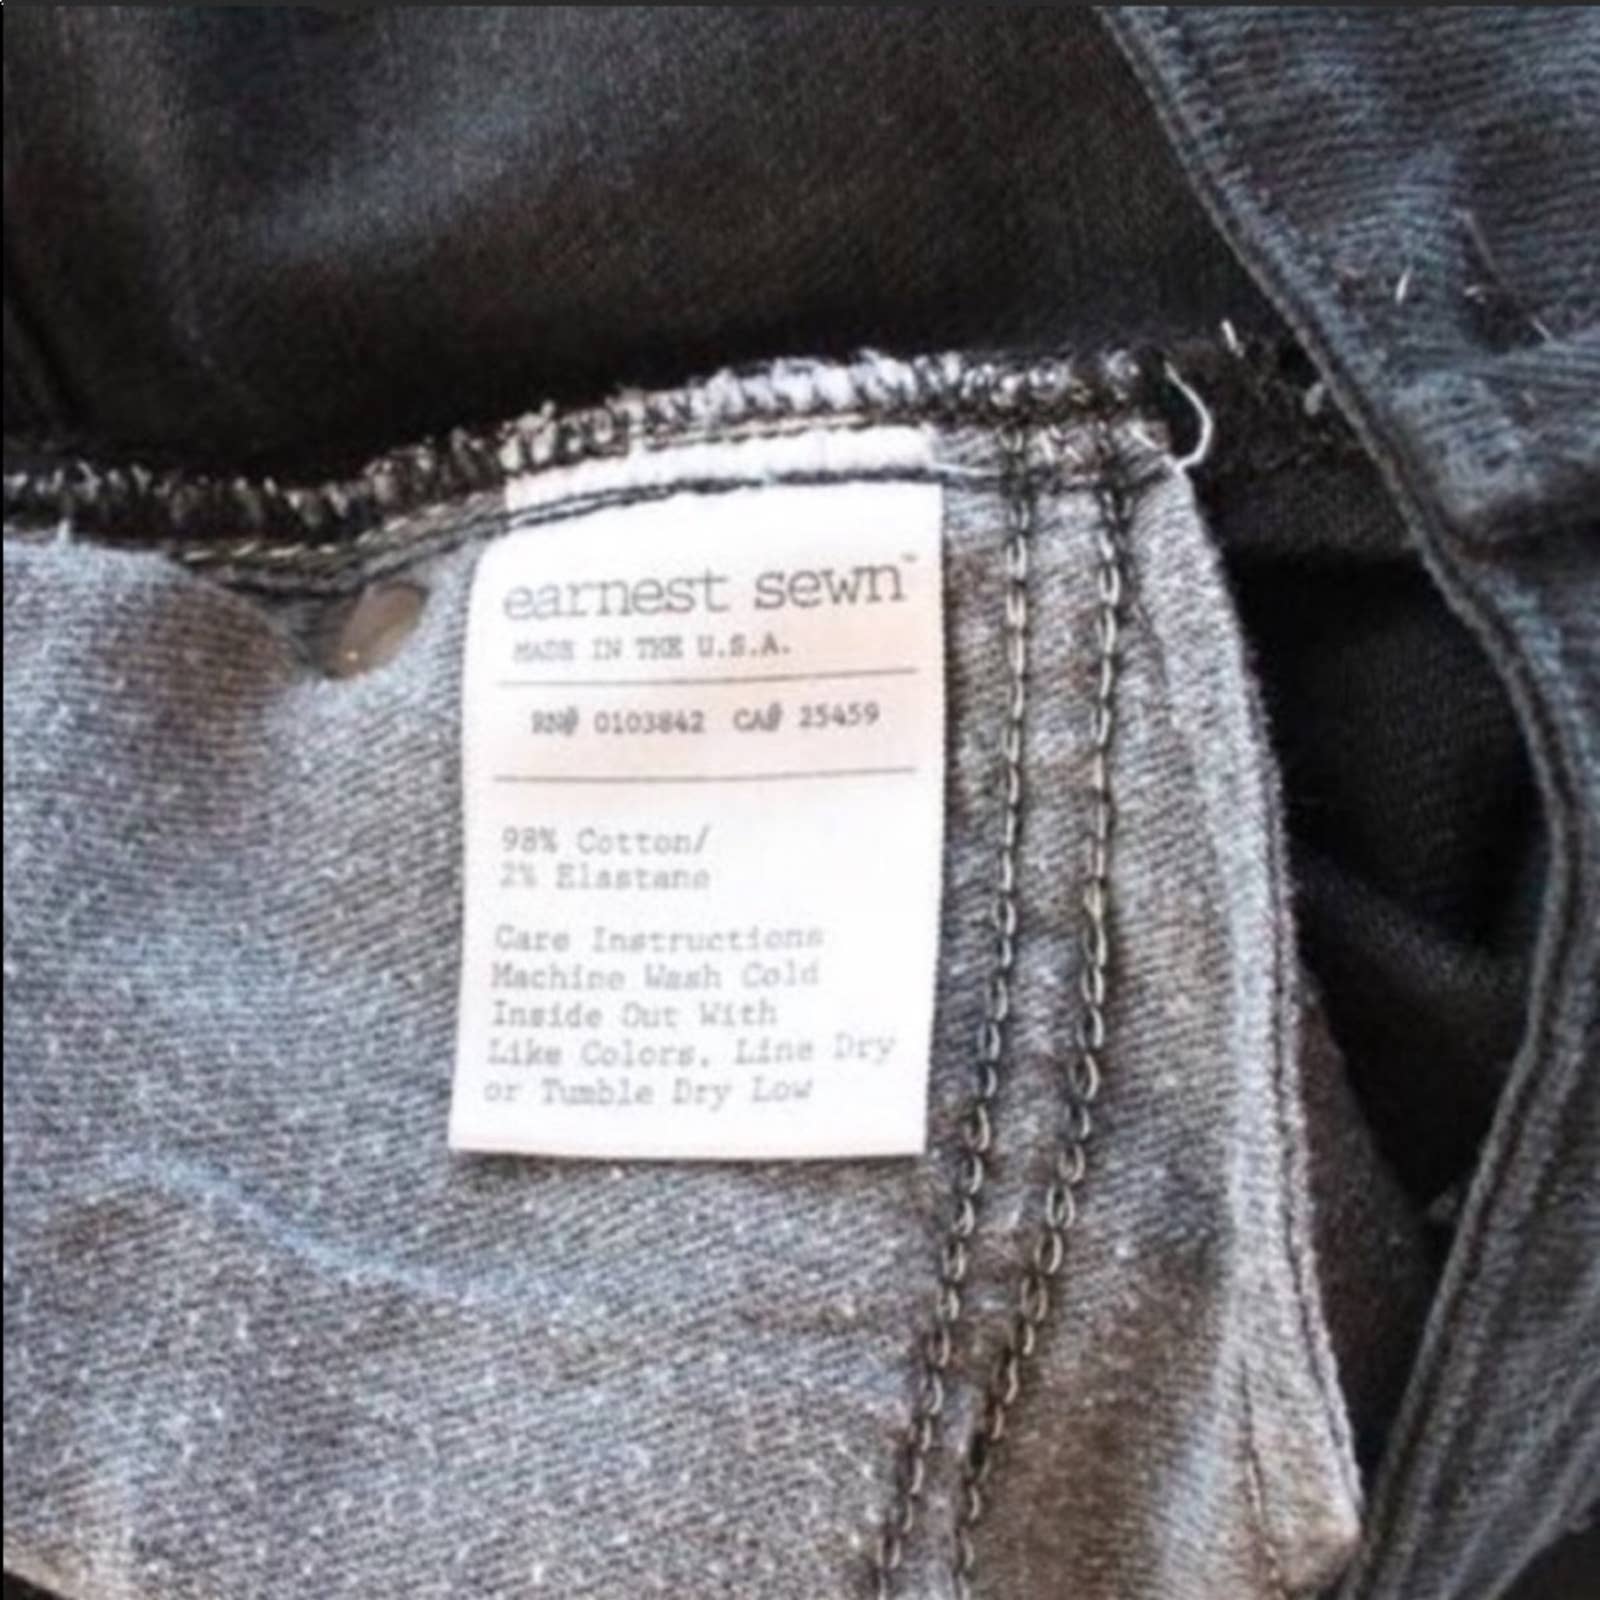 earnest sewn™
MADE IN THE U.S.A.
RN# 0103842 CA# 25459
98% Cotton/
2% Elastane
Care Instructions
Machine Wash Cold
Inside Out With
Like Colors. Line Dry
or Tumble Dry Low